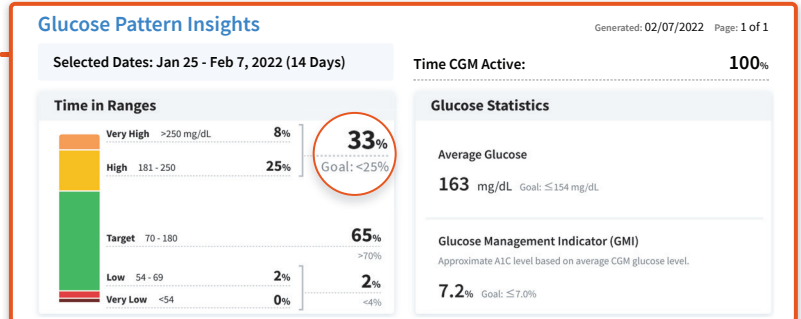 Glucose Pattern Insights
Generated: 02/07/2022 Page: 1 of 1
Selected Dates: Jan 25 - Feb 7, 2022 (14 Days)
Time CGM Active: 100%
Time in Ranges
Very High >250 mg/dL 8%
High 181 - 250 25%
33%
Goal: <25%
Target 70 - 180 65%
>70%
Low 54 - 69 2%
Very Low <54 0%
2%
<4%
Glucose Statistics
Average Glucose
163 mg/dL Goal: ≤154 mg/dL
Glucose Management Indicator (GMI)
Approximate A1C level based on average CGM glucose level.
7.2% Goal: ≤7.0%